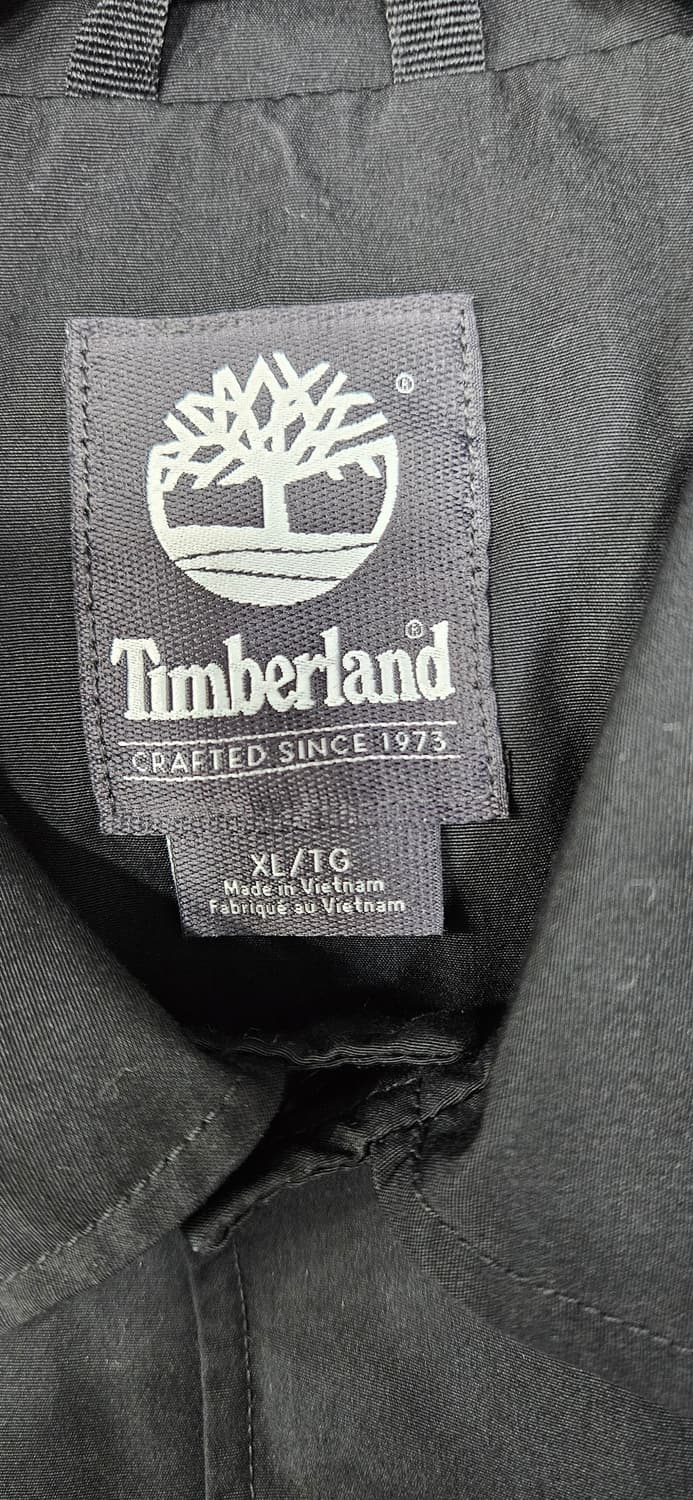 ®
Timberland®
CRAFTED SINCE 1973
XL/TG
Made in Vietnam
Fabriqué au Vietnam